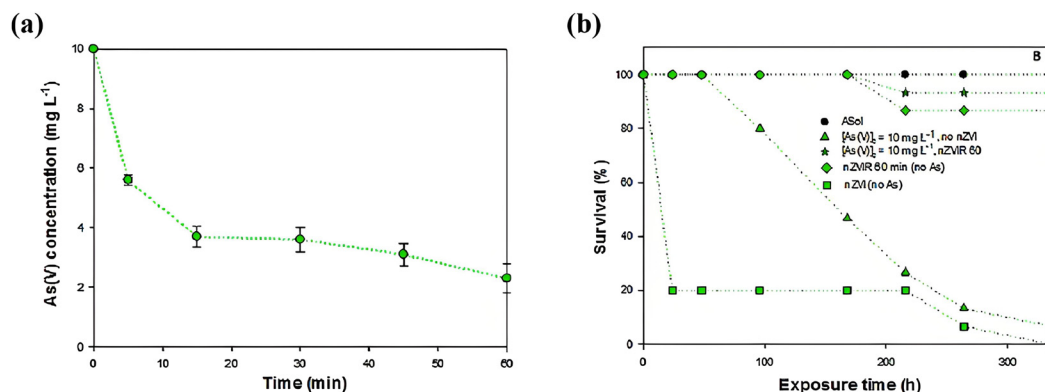 (a)
10
8
6
4
2
0
As(V) concentration (mg L⁻¹)
0 10 20 30 40 50 60
Time (min)
(b)
B
100
80
60
40
20
0
Survival (%)
ASol
[As(V)]₀ = 10 mg L⁻¹, no nZVI
[As(V)]₀ = 10 mg L⁻¹, nZVIR 60
nZVIR 60 min (no As)
nZVI (no As)
0 100 200 300
Exposure time (h)